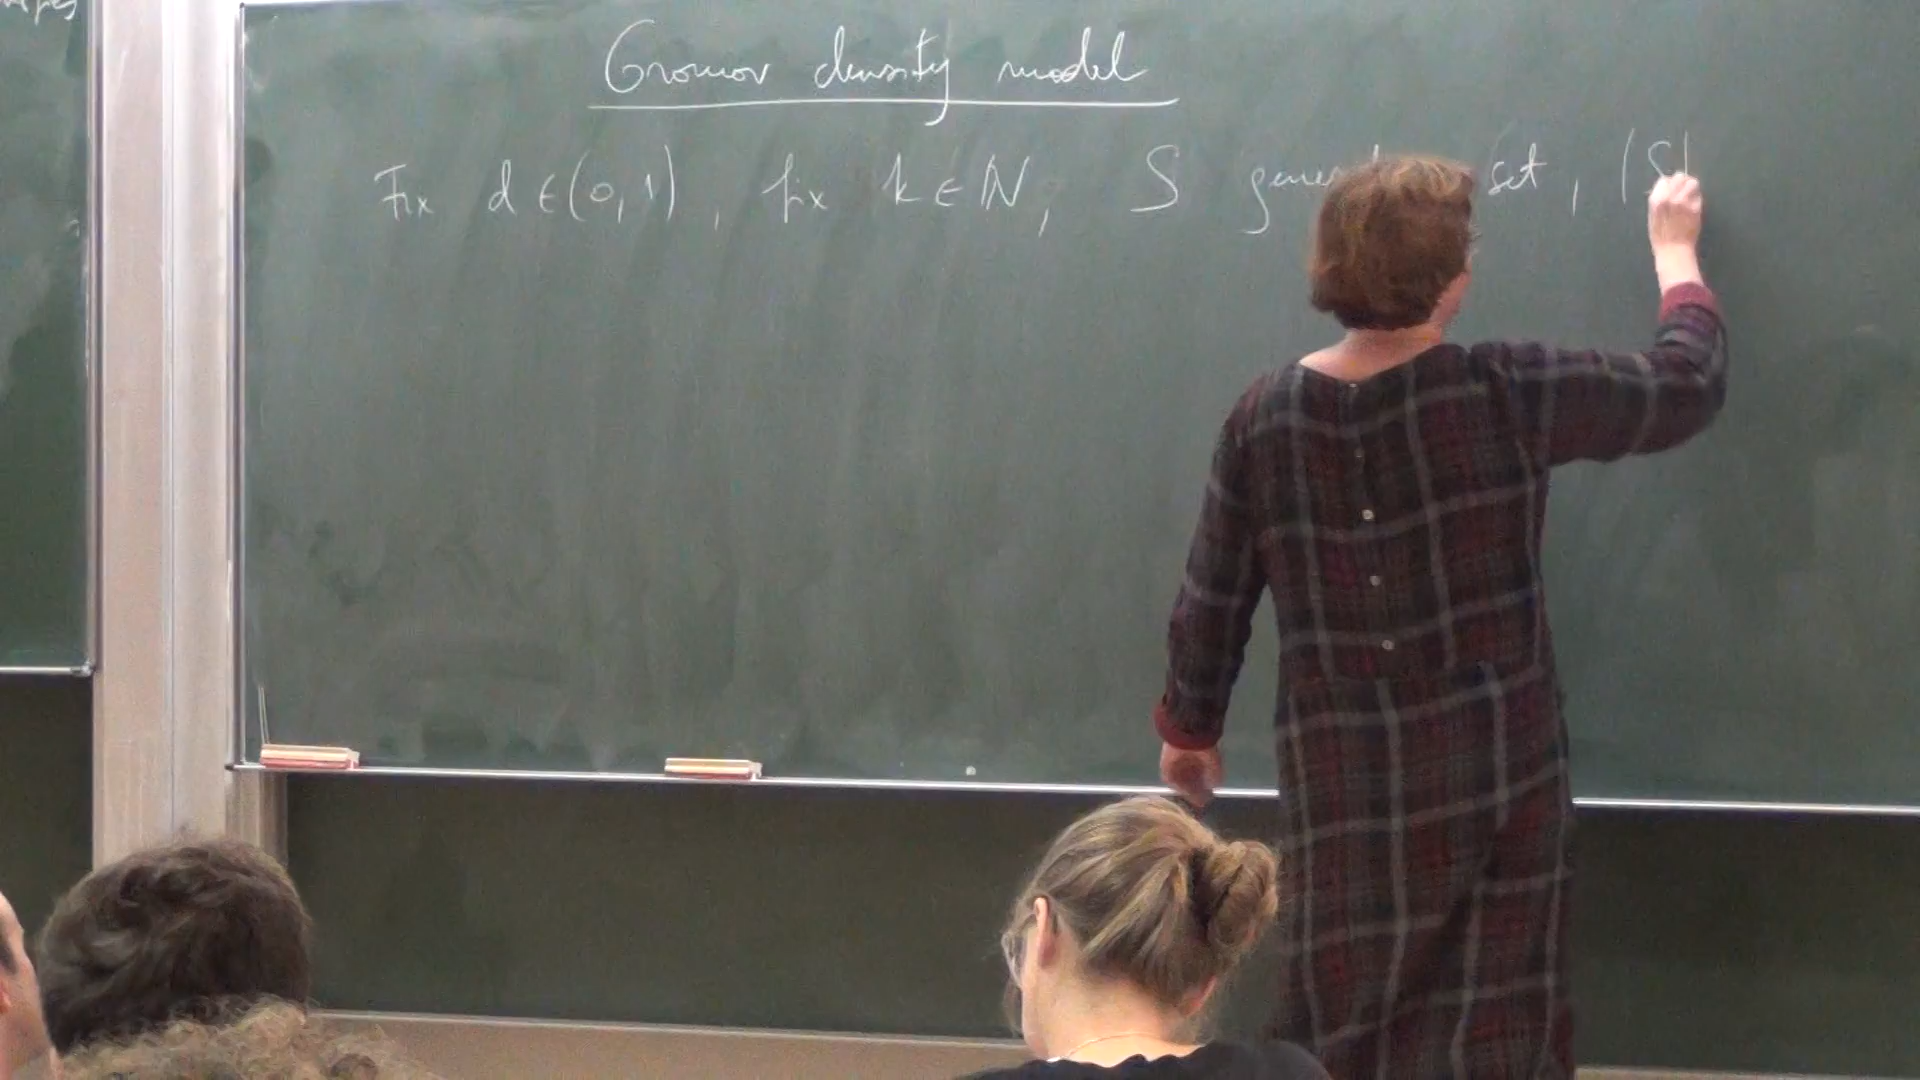 Gromov density model
Fix d ∈ (0,1), fix k ∈ ℕ, S set, |S|